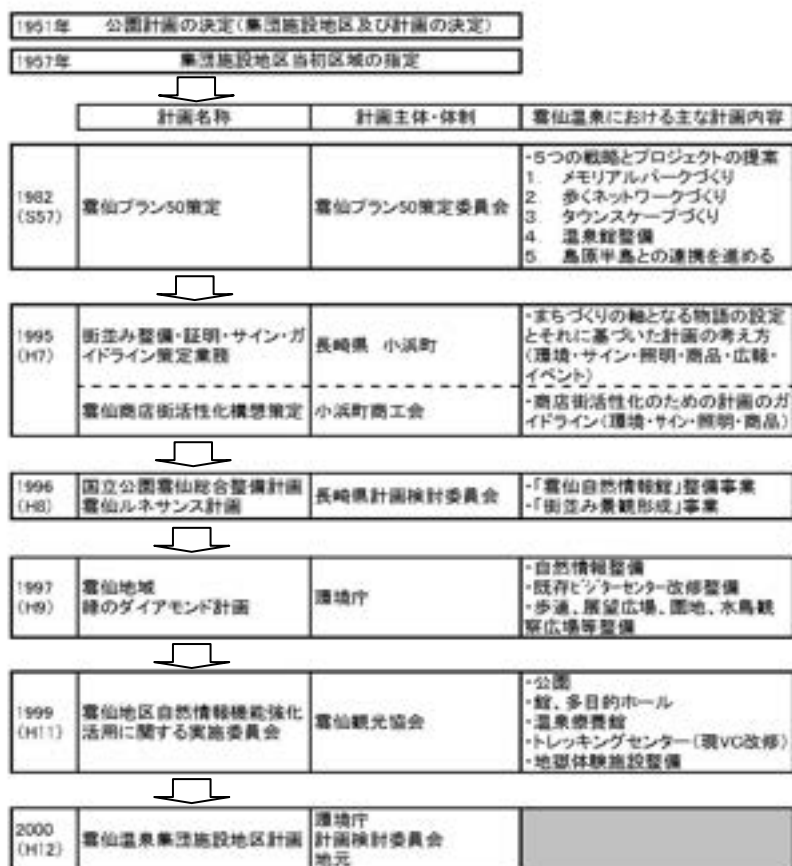 1951年　公園計画の決定(集団施設地区及び計画の決定)
1957年　集団施設地区当初区域の指定
計画名称　計画主体・体制　雲仙温泉における主な計画内容
1982
(S57)
雲仙プラン50策定
雲仙プラン50策定委員会
・5つの戦略とプロジェクトの提案
1.　メモリアルパークづくり
2　歩くネットワークづくり
3.　タウンスケープづくり
4　温泉館整備
5　島原半島との連携を進める
1995
(H7)
街並み整備・証明・サイン・ガ
イドライン策定業務
長崎県　小浜町
・まちづくりの軸となる物語の設定
とそれに基づいた計画の考え方
(環境・サイン・照明・商品・広報・
イベント)
雲仙商店街活性化構想策定
小浜町商工会
・商店街活性化のための計画のガ
イドライン(環境・サイン・照明・商品)
1996
(H8)
国立公園雲仙総合整備計画
雲仙ルネサンス計画
長崎県計画検討委員会
・「雲仙自然情報館」整備事業
・「街並み景観形成」事業
1997
(H9)
雲仙地域
緑のダイアモンド計画
環境庁
・自然情報整備
・既存ビジターセンター改修整備
・歩道、展望広場、園地、水鳥観
察広場等整備
1999
(H11)
雲仙地区自然情報機能強化
活用に関する実施委員会
雲仙観光協会
・公園
・館、多目的ホール
・温泉療養館
・トレッキングセンター(現VC改修)
・地獄体験施設整備
2000
(H12)
雲仙温泉集団施設地区計画
環境庁
計画検討委員会
地元